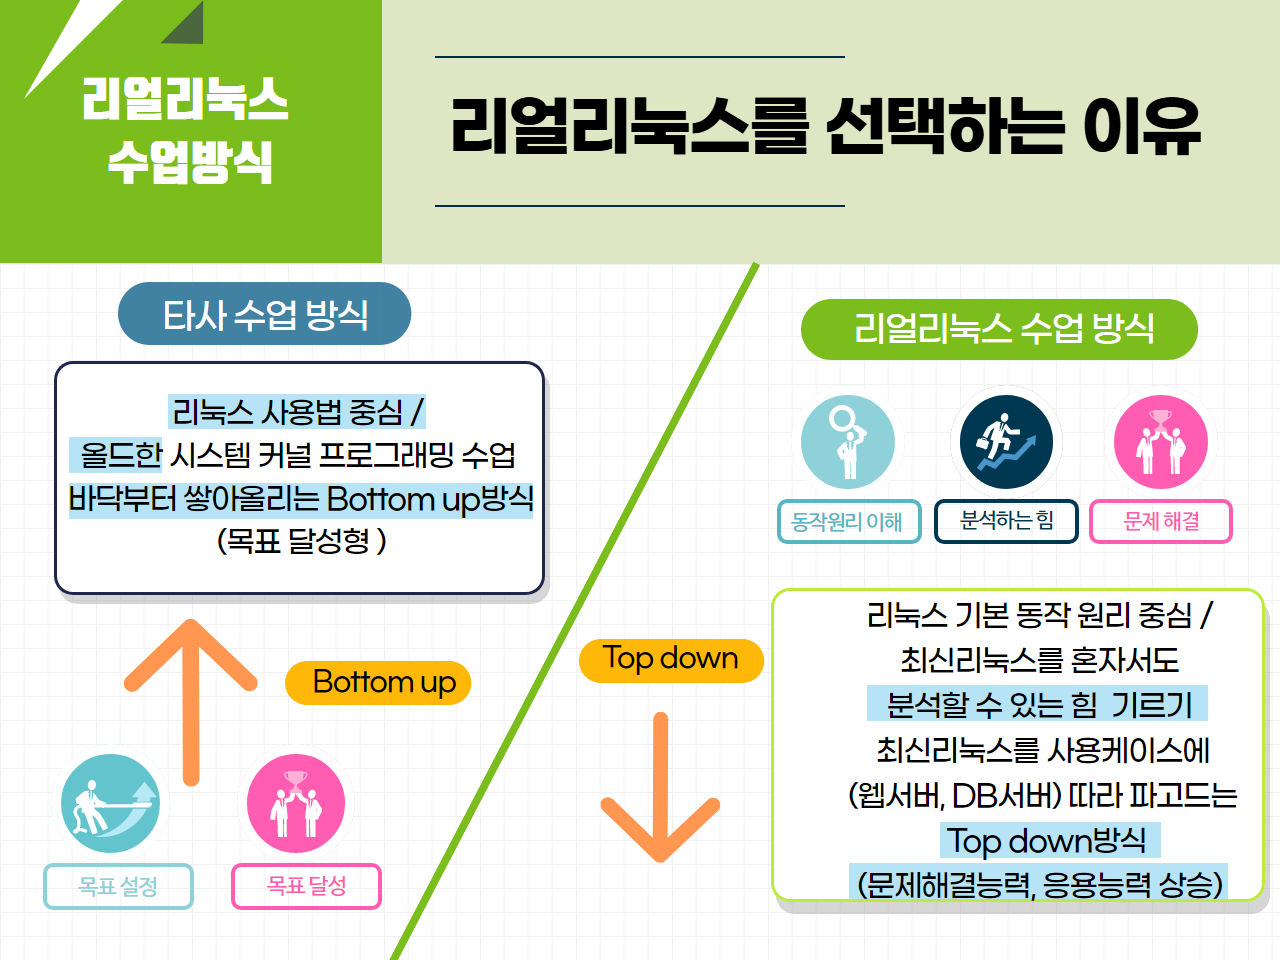 리얼리눅스
수업방식
리얼리눅스를 선택하는 이유
타사 수업 방식
리눅스 사용법 중심 /
올드한 시스템 커널 프로그래밍 수업
바닥부터 쌓아올리는 Bottom up방식
(목표 달성형 )
Bottom up
목표 설정
목표 달성
Top down
리얼리눅스 수업 방식
동작원리 이해
분석하는 힘
문제 해결
리눅스 기본 동작 원리 중심 /
최신리눅스를 혼자서도
분석할 수 있는 힘 기르기
최신리눅스를 사용케이스에
(웹서버, DB서버) 따라 파고드는
Top down방식
(문제해결능력, 응용능력 상승)